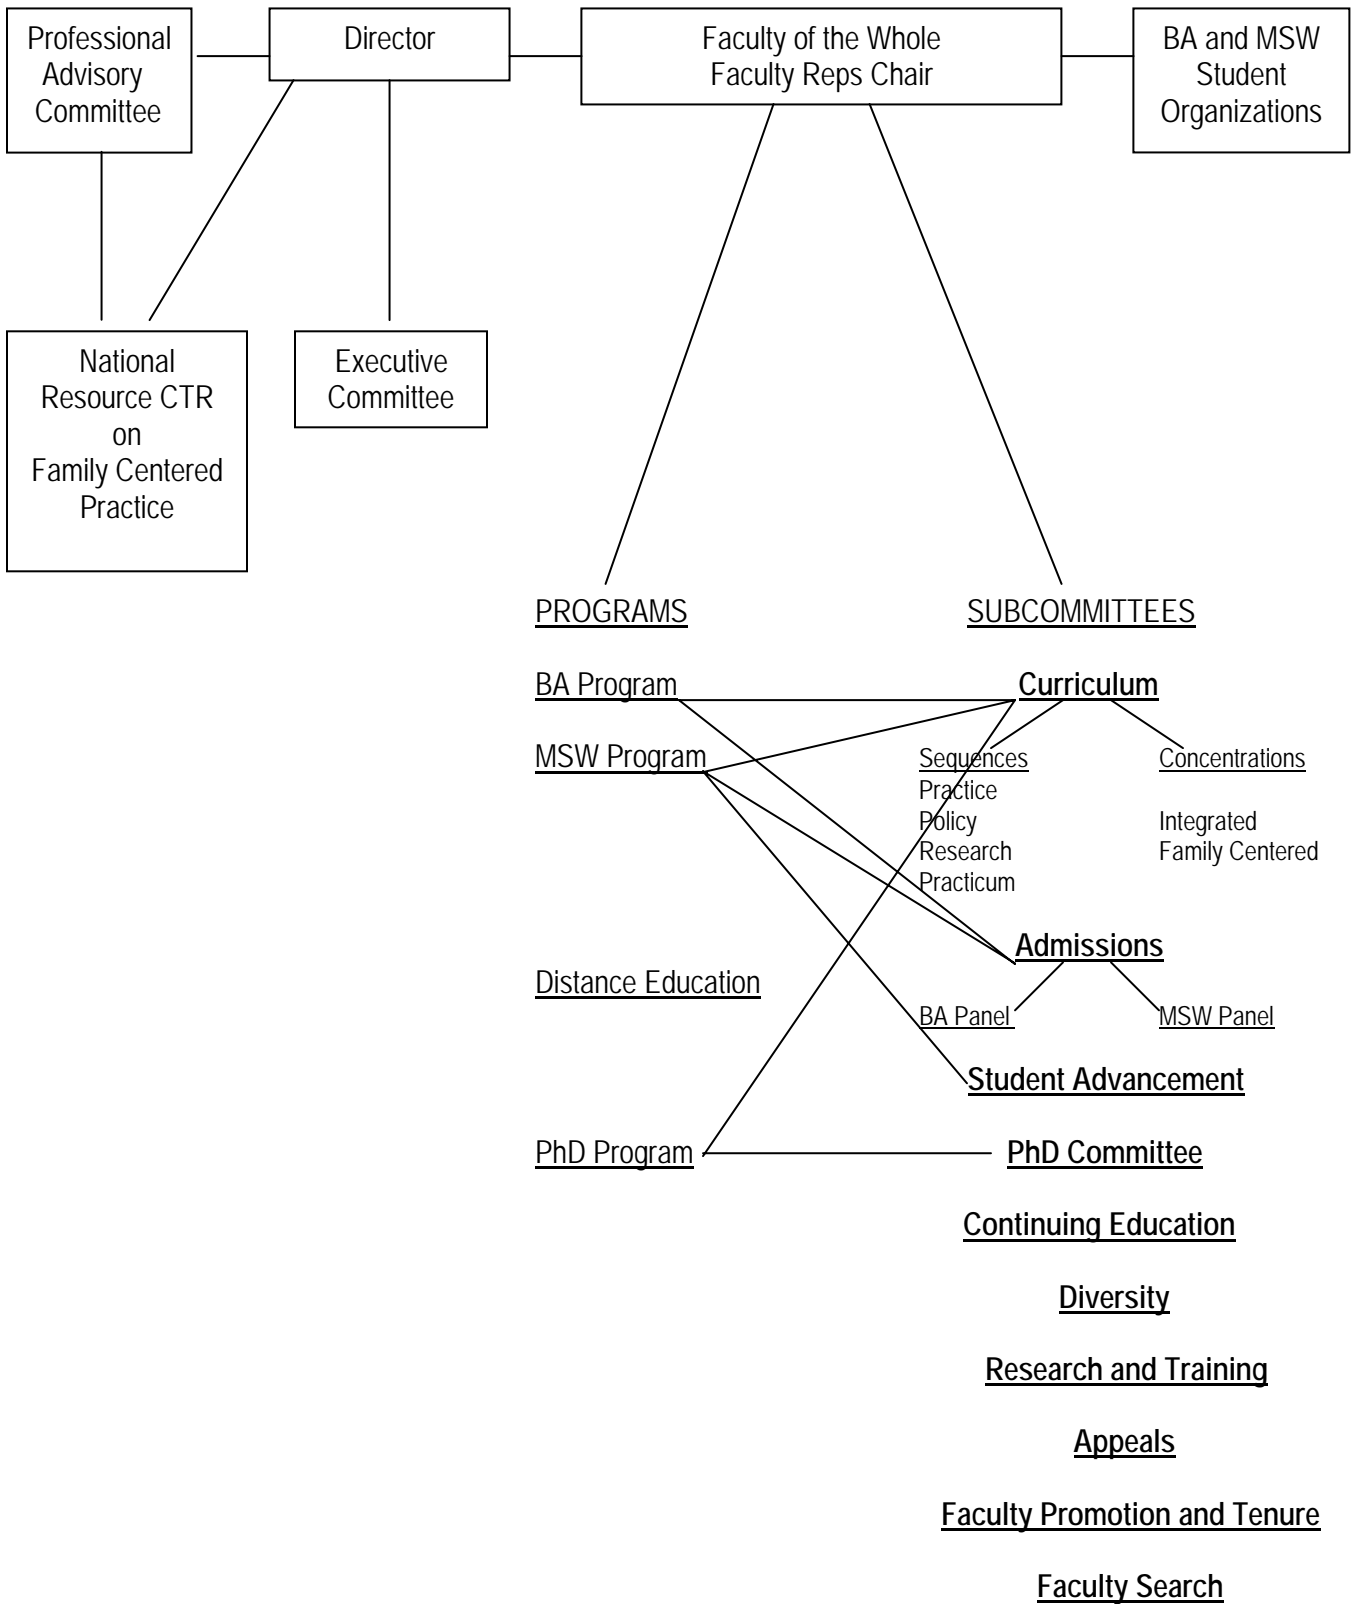 Professional
Advisory
Committee
Director
Faculty of the Whole
Faculty Reps Chair
BA and MSW
Student
Organizations
National
Resource CTR
on
Family Centered
Practice
Executive
Committee
PROGRAMS
SUBCOMMITTEES
BA Program
Curriculum
MSW Program
Sequences
Concentrations
Practice
Policy
Integrated
Research
Family Centered
Practicum
Admissions
Distance Education
BA Panel
MSW Panel
Student Advancement
PhD Program
PhD Committee
Continuing Education
Diversity
Research and Training
Appeals
Faculty Promotion and Tenure
Faculty Search